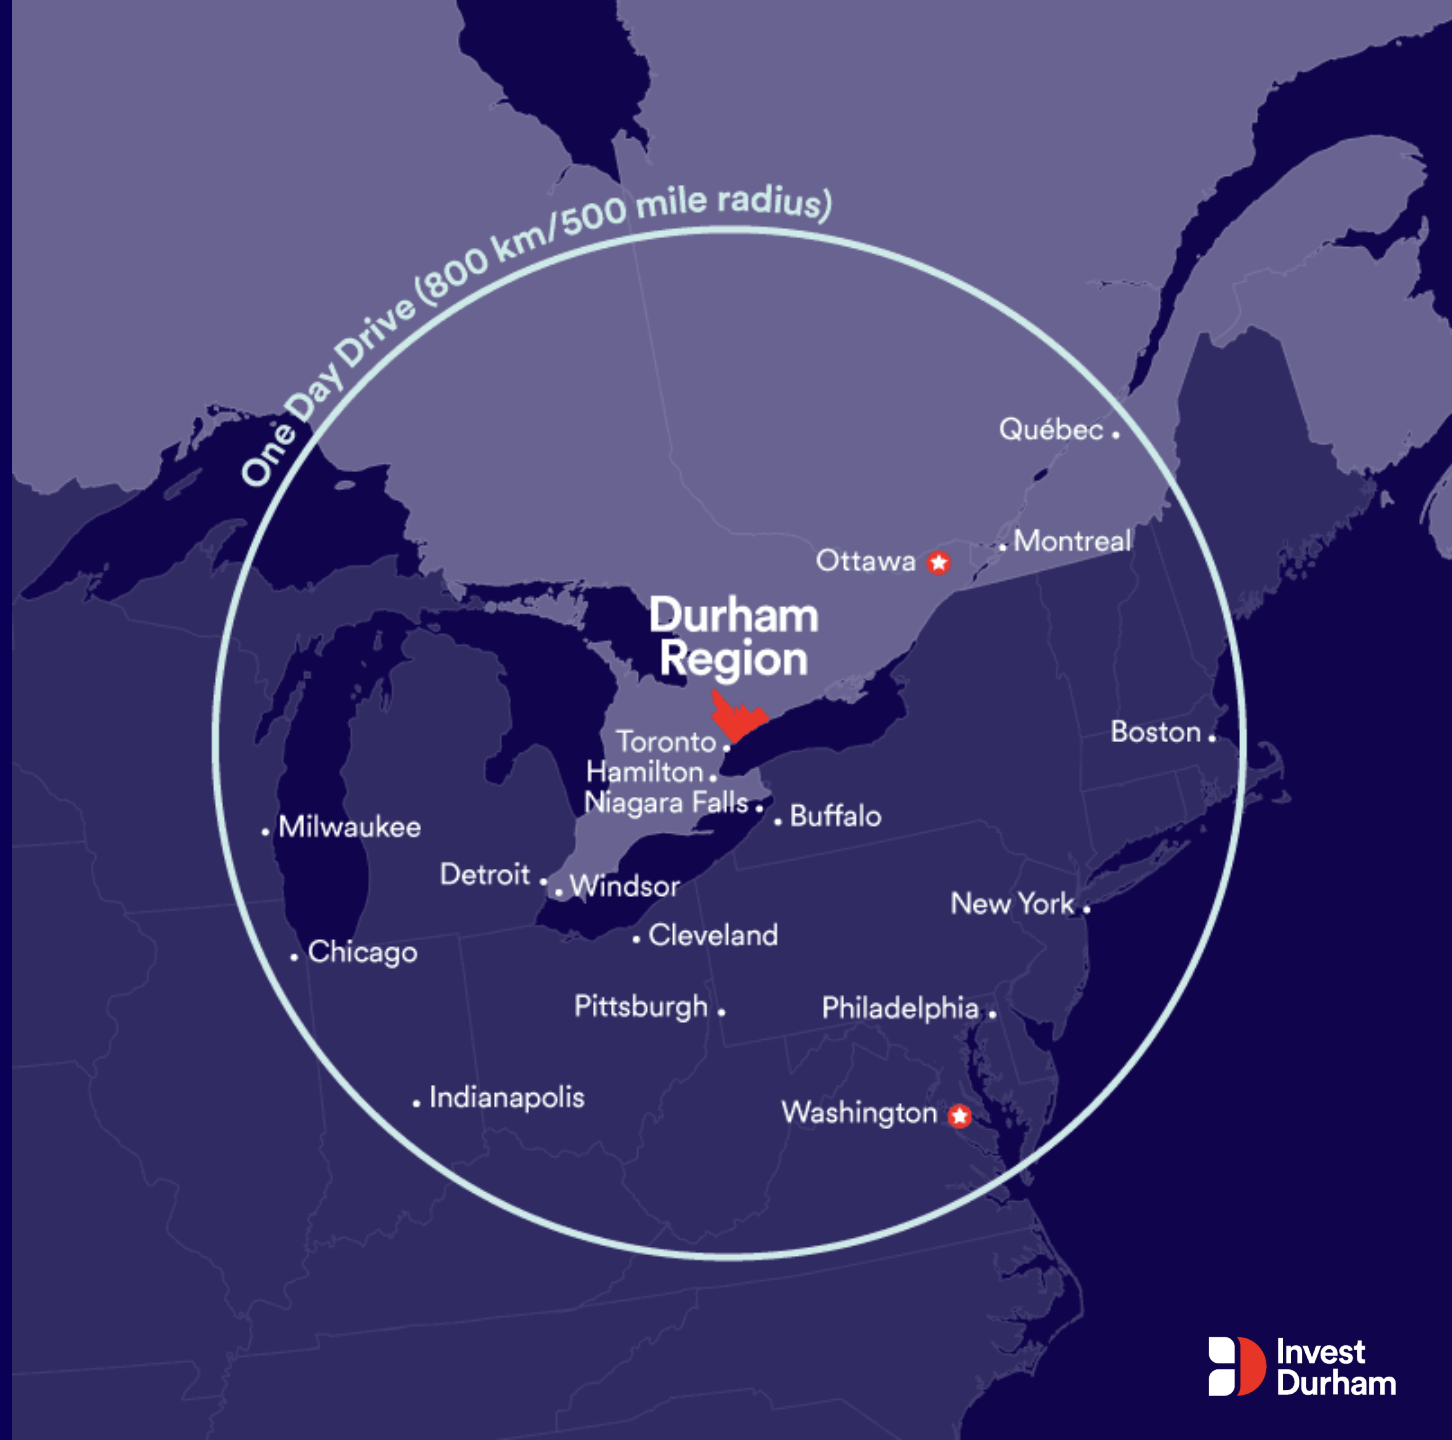 One Day Drive (800 km/500 mile radius)
Québec
Montreal
Ottawa
Durham
Region
Boston
Toronto
Hamilton
Niagara Falls
Buffalo
Milwaukee
Detroit
Windsor
New York
Cleveland
Chicago
Pittsburgh
Philadelphia
Indianapolis
Washington
Invest
Durham